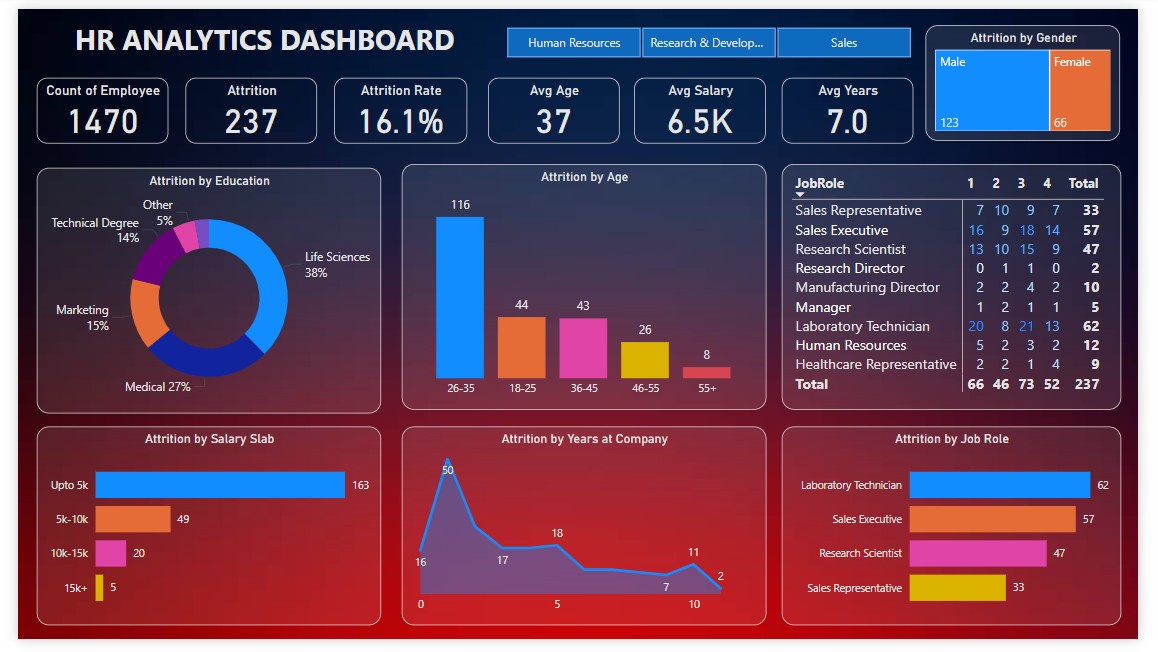 HR ANALYTICS DASHBOARD
Human Resources
Research & Develop...
Sales
Attrition by Gender
Male
Female
123
66
Count of Employee
1470
Attrition
237
Attrition Rate
16.1%
Avg Age
37
Avg Salary
6.5K
Avg Years
7.0
Attrition by Education
Other
5%
Technical Degree
14%
Life Sciences
38%
Marketing
15%
Medical 27%
Attrition by Age
116
44
43
26
8
26-35 18-25 36-45 46-55 55+
JobRole 1 2 3 4 Total
Sales Representative 7 10 9 7 33
Sales Executive 16 9 18 14 57
Research Scientist 13 10 15 9 47
Research Director 0 1 1 0 2
Manufacturing Director 2 2 4 2 10
Manager 1 2 1 1 5
Laboratory Technician 20 8 21 13 62
Human Resources 5 2 3 2 12
Healthcare Representative 2 2 1 4 9
Total 66 46 73 52 237
Attrition by Salary Slab
Upto 5k 163
5k-10k 49
10k-15k 20
15k+ 5
Attrition by Years at Company
50
16
17
18
7
11
2
0 5 10
Attrition by Job Role
Laboratory Technician 62
Sales Executive 57
Research Scientist 47
Sales Representative 33